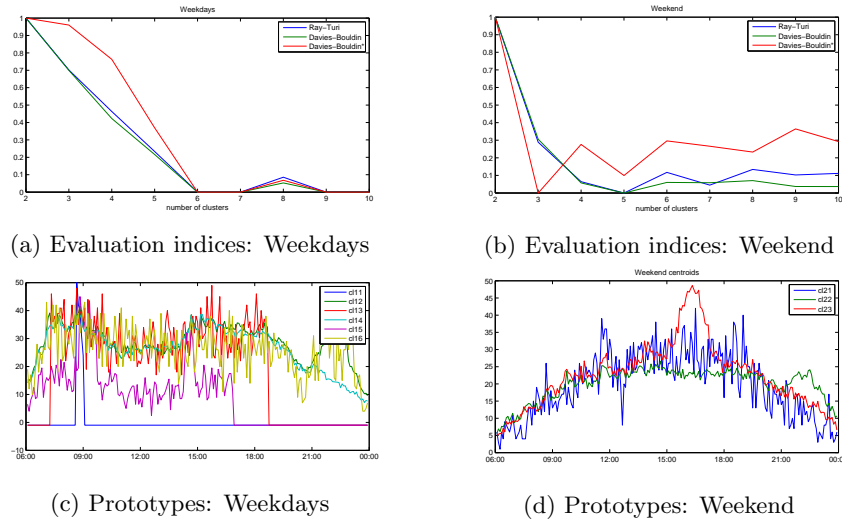 Weekdays
1
0.9
0.8
0.7
0.6
0.5
0.4
0.3
0.2
0.1
0
2 3 4 5 6 7 8 9 10
number of clusters
Ray-Turi
Davies-Bouldin
Davies-Bouldin*
(a) Evaluation indices: Weekdays
Weekend
1
0.9
0.8
0.7
0.6
0.5
0.4
0.3
0.2
0.1
0
2 3 4 5 6 7 8 9 10
number of clusters
Ray-Turi
Davies-Bouldin
Davies-Bouldin*
(b) Evaluation indices: Weekend
50
40
30
20
10
0
-10
06:00 09:00 12:00 15:00 18:00 21:00 00:00
cl11
cl12
cl13
cl14
cl15
cl16
(c) Prototypes: Weekdays
Weekend centroids
50
45
40
35
30
25
20
15
10
5
0
06:00 09:00 12:00 15:00 18:00 21:00 00:00
cl21
cl22
cl23
(d) Prototypes: Weekend